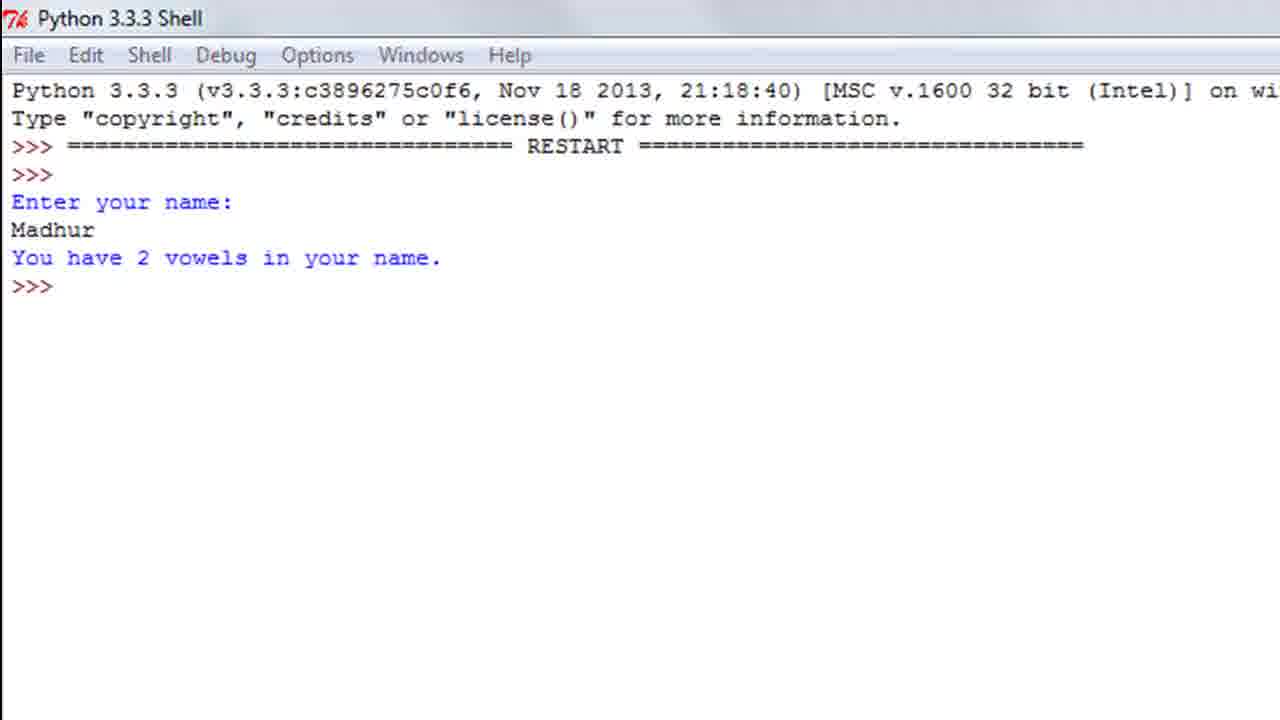 Python 3.3.3 Shell
File Edit Shell Debug Options Windows Help
Python 3.3.3 (v3.3.3:c3896275c0f6, Nov 18 2013, 21:18:40) [MSC v.1600 32 bit (Intel)] on wi
Type "copyright", "credits" or "license()" for more information.
>>> ================================ RESTART ================================
>>>
Enter your name:
Madhur
You have 2 vowels in your name.
>>>